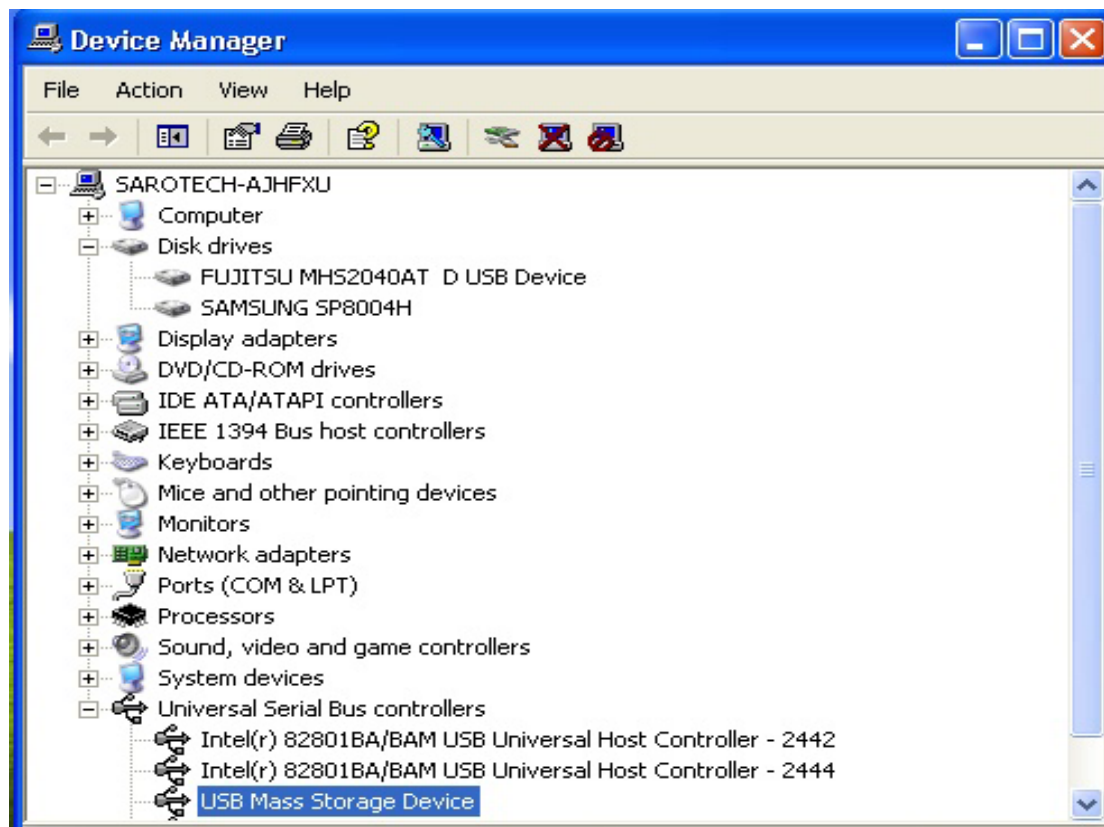 Device Manager
File Action View Help
SAROTECH-AJHFXU
Computer
Disk drives
FUJITSU MHS2040AT  D USB Device
SAMSUNG SP8004H
Display adapters
DVD/CD-ROM drives
IDE ATA/ATAPI controllers
IEEE 1394 Bus host controllers
Keyboards
Mice and other pointing devices
Monitors
Network adapters
Ports (COM & LPT)
Processors
Sound, video and game controllers
System devices
Universal Serial Bus controllers
Intel(r) 82801BA/BAM USB Universal Host Controller - 2442
Intel(r) 82801BA/BAM USB Universal Host Controller - 2444
USB Mass Storage Device